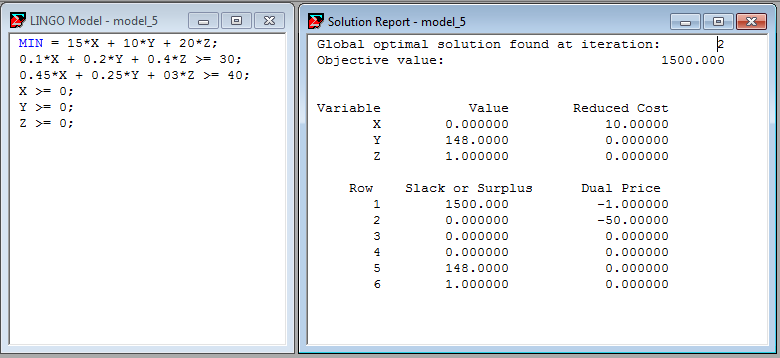 LINGO Model - model_5
MIN = 15*X + 10*Y + 20*Z;
0.1*X + 0.2*Y + 0.4*Z >= 30;
0.45*X + 0.25*Y + 03*Z >= 40;
X >= 0;
Y >= 0;
Z >= 0;
Solution Report - model_5
Global optimal solution found at iteration: 2
Objective value: 1500.000
Variable Value Reduced Cost
X 0.000000 10.00000
Y 148.0000 0.000000
Z 1.000000 0.000000
Row Slack or Surplus Dual Price
1 1500.000 -1.000000
2 0.000000 -50.00000
3 0.000000 0.000000
4 0.000000 0.000000
5 148.0000 0.000000
6 1.000000 0.000000